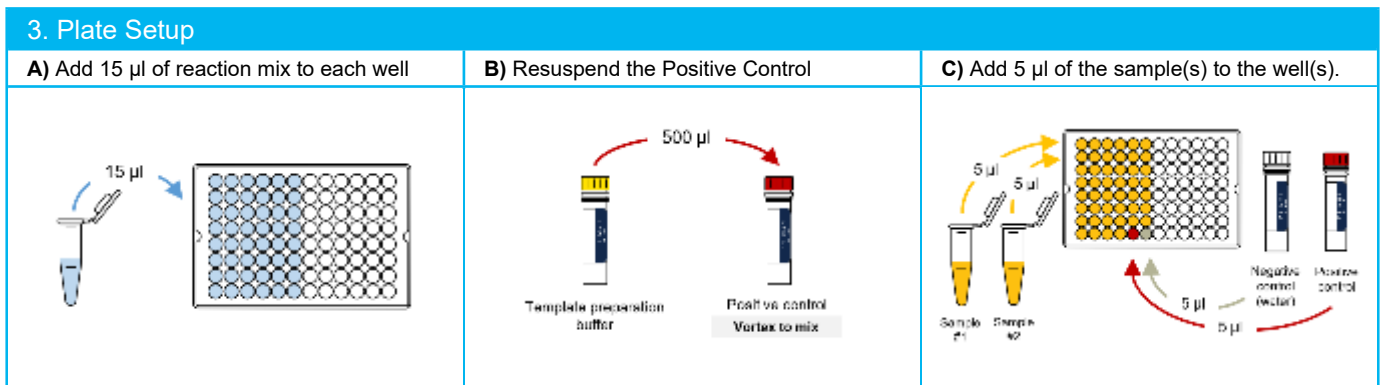 3. Plate Setup
A) Add 15 µl of reaction mix to each well
B) Resuspend the Positive Control
C) Add 5 µl of the sample(s) to the well(s).
15 µl
500 µl
Template preparation
buffer
Positive control
Vortex to mix
5 µl
5 µl
Sample
#1
Sample
#2
Negative
control
(water)
Positive
control
5 µl
5 µl